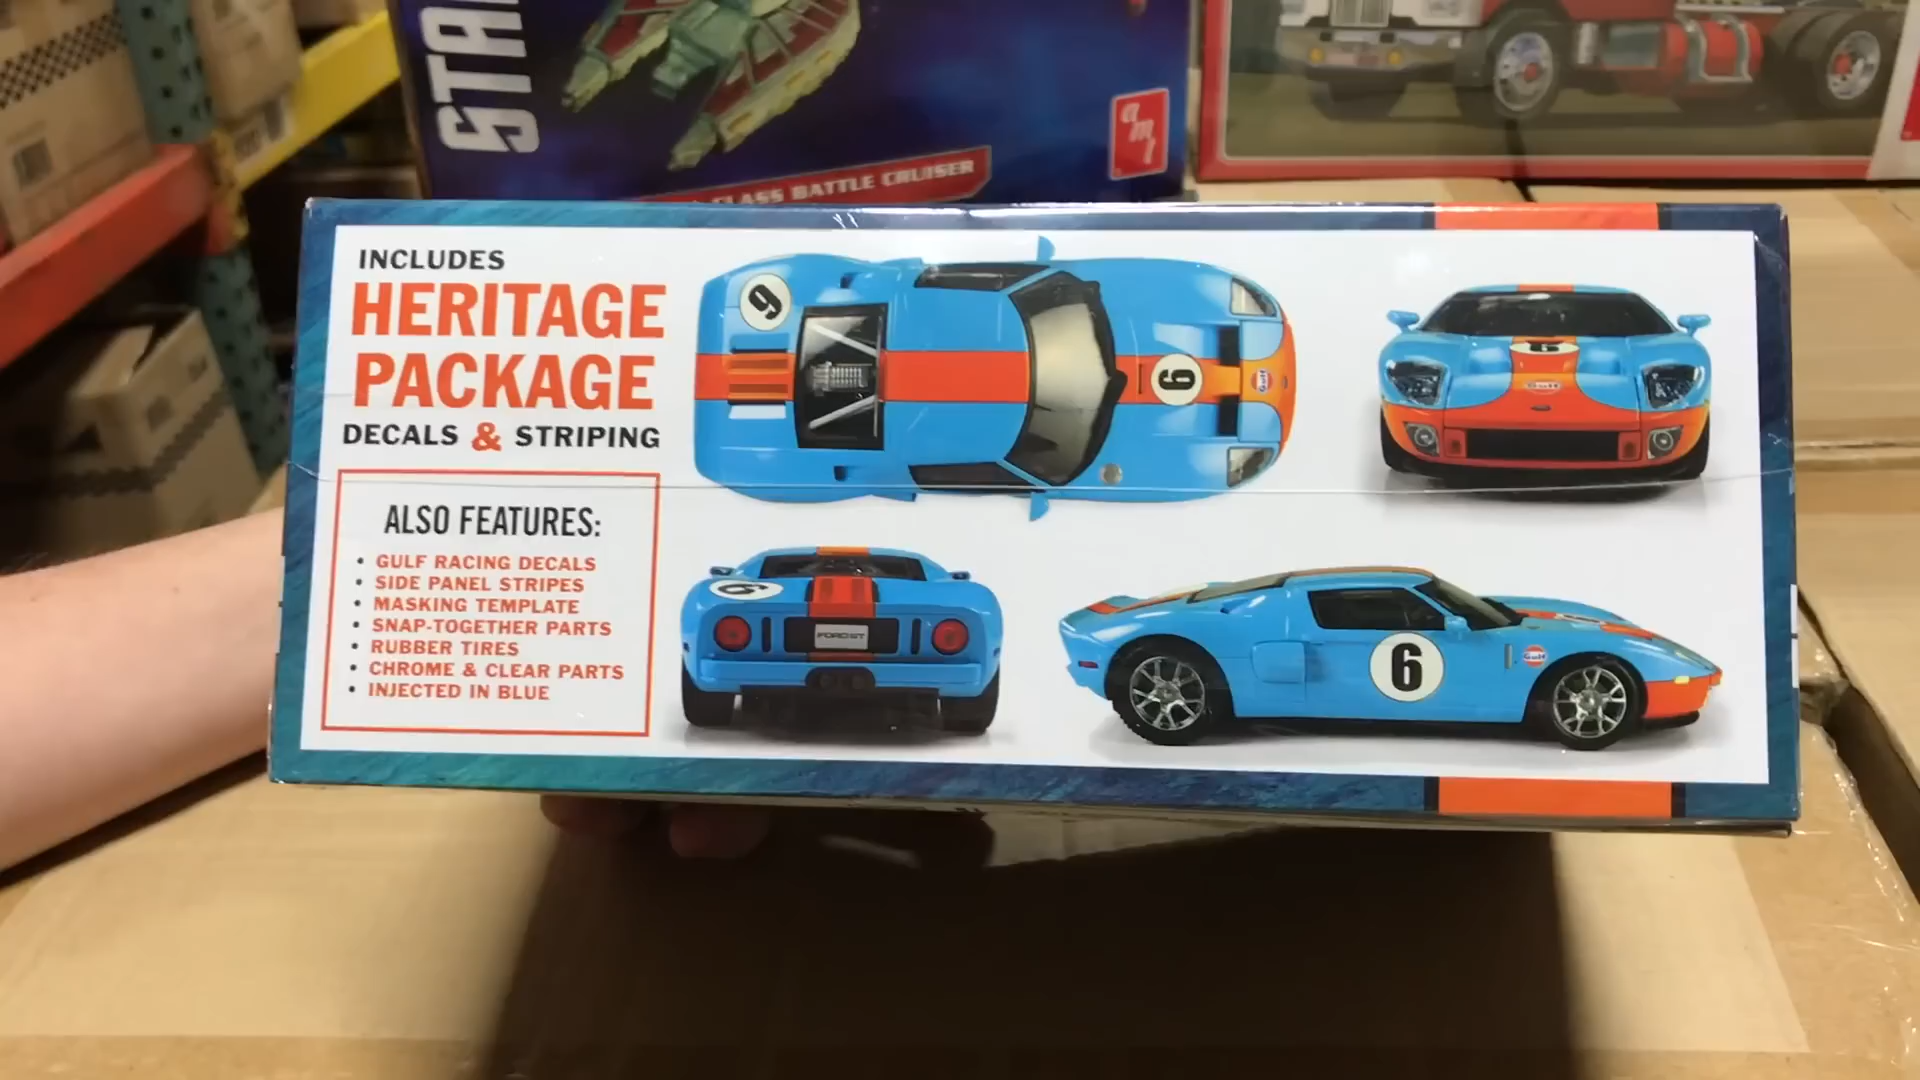 STA
CLASS BATTLE CRUISER
amt
INCLUDES
HERITAGE
PACKAGE
DECALS & STRIPING
ALSO FEATURES:
• GULF RACING DECALS
• SIDE PANEL STRIPES
• MASKING TEMPLATE
• SNAP-TOGETHER PARTS
• RUBBER TIRES
• CHROME & CLEAR PARTS
• INJECTED IN BLUE
6
6
Gulf
6
Gulf
6
FORD GT
6
Gulf